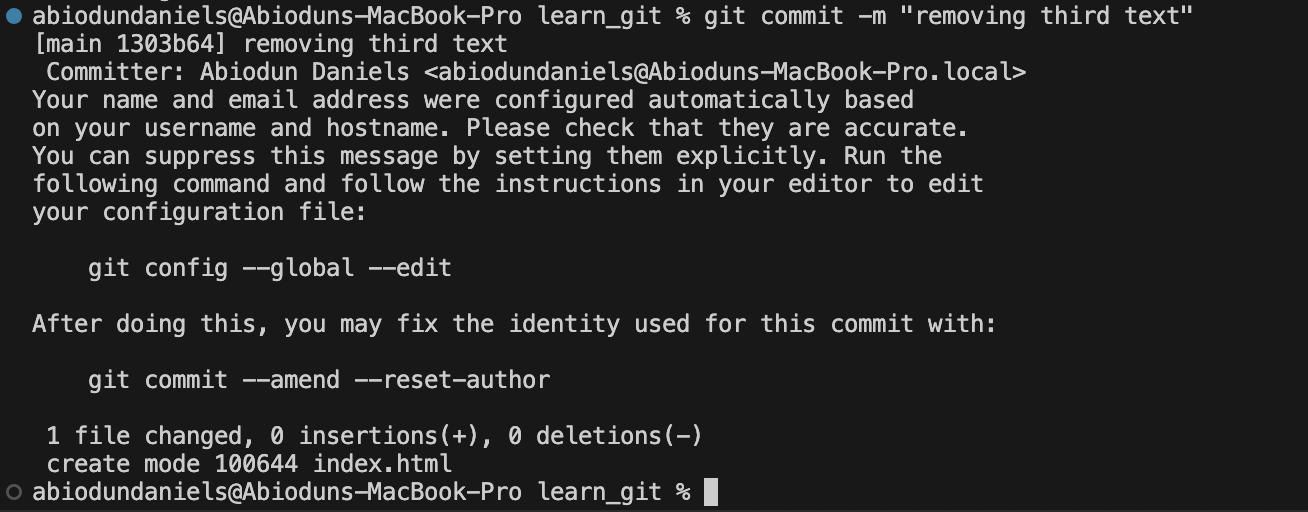 abiodundaniels@Abioduns-MacBook-Pro learn_git % git commit -m "removing third text"
[main 1303b64] removing third text
 Committer: Abiodun Daniels <abiodundaniels@Abioduns-MacBook-Pro.local>
Your name and email address were configured automatically based
on your username and hostname. Please check that they are accurate.
You can suppress this message by setting them explicitly. Run the
following command and follow the instructions in your editor to edit
your configuration file:

    git config --global --edit

After doing this, you may fix the identity used for this commit with:

    git commit --amend --reset-author

 1 file changed, 0 insertions(+), 0 deletions(-)
 create mode 100644 index.html
abiodundaniels@Abioduns-MacBook-Pro learn_git %